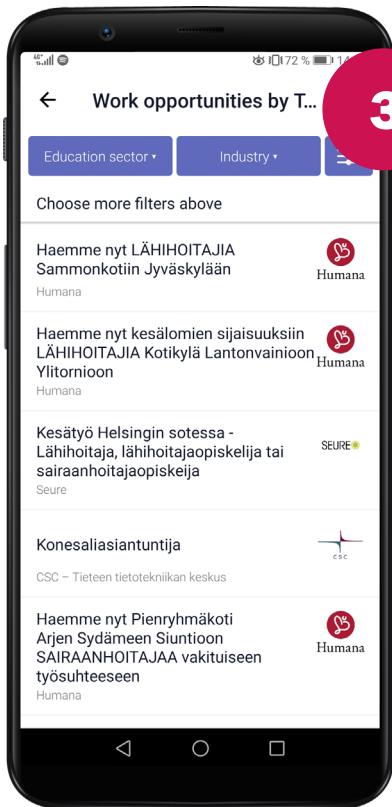 4G+
72 %
← Work opportunities by T...
3
Education sector ▾
Industry ▾
Choose more filters above
Haemme nyt LÄHIHOITAJIA
Sammonkotiin Jyväskylään
Humana
Humana
Haemme nyt kesälomien sijaisuuksiin
LÄHIHOITAJIA Kotikylä Lantonvainioon
Ylitornioon
Humana
Humana
Kesätyö Helsingin sotessa -
Lähihoitaja, lähihoitajaopiskelija tai
sairaanhoitajaopiskeija
Seure
SEURE
Konesaliasiantuntija
CSC – Tieteen tietotekniikan keskus
CSC
Haemme nyt Pienryhmäkoti
Arjen Sydämeen Siuntioon
SAIRAANHOITAJAA vakituiseen
työsuhteeseen
Humana
Humana